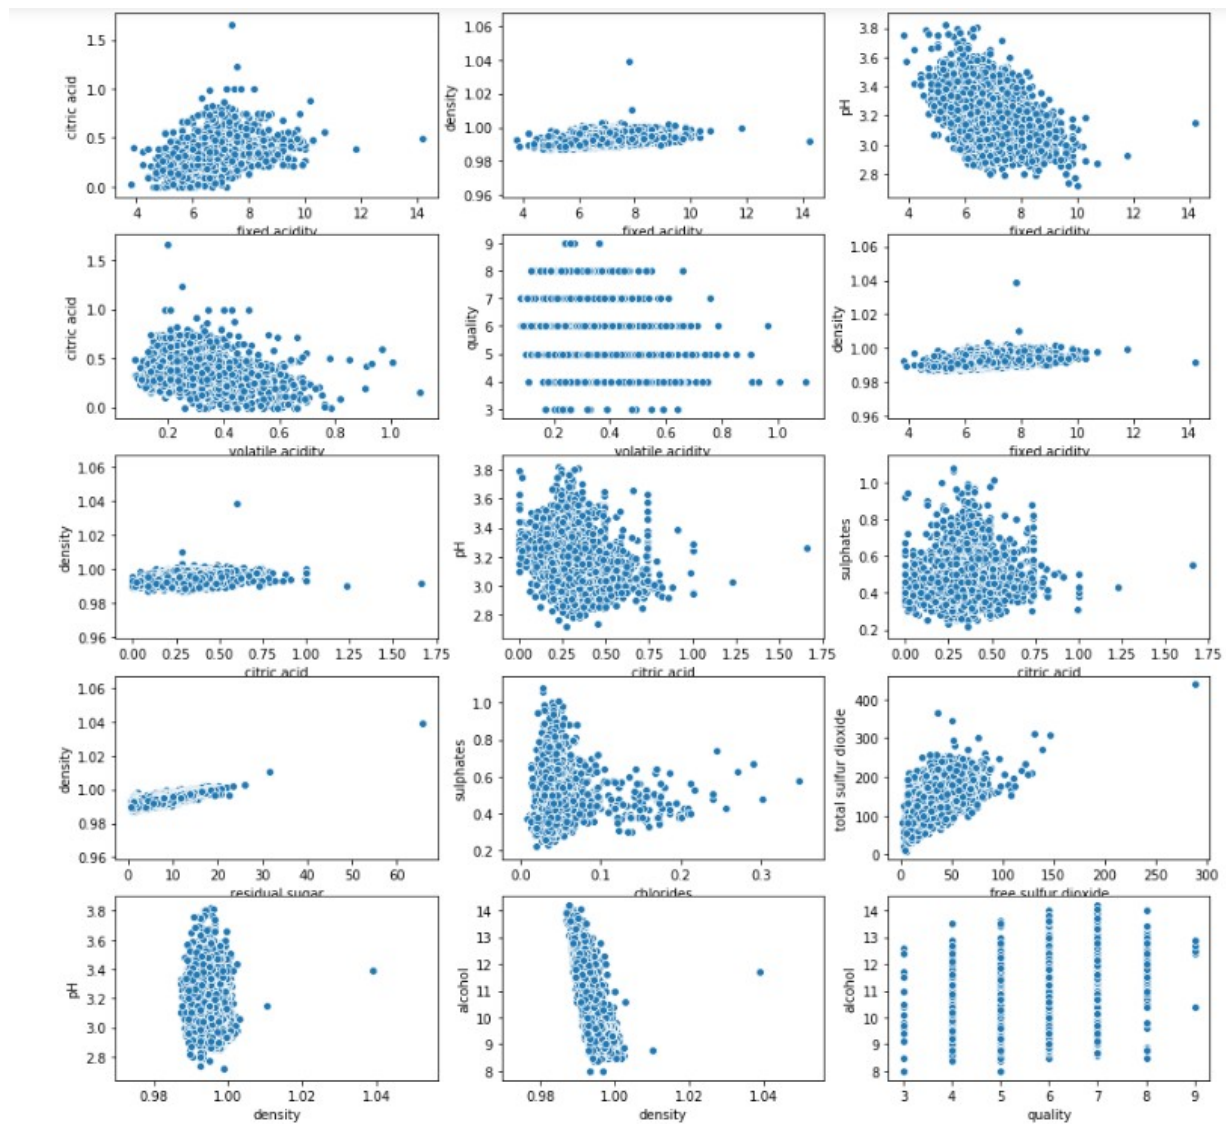 citric acid
1.5
1.0
0.5
0.0
4 6 8 10 12 14
fixed acidity
density
1.06
1.04
1.02
1.00
0.98
0.96
4 6 8 10 12 14
fixed acidity
pH
3.8
3.6
3.4
3.2
3.0
2.8
4 6 8 10 12 14
fixed acidity
citric acid
1.5
1.0
0.5
0.0
0.2 0.4 0.6 0.8 1.0
volatile acidity
quality
9
8
7
6
5
4
3
0.2 0.4 0.6 0.8 1.0
volatile acidity
density
1.06
1.04
1.02
1.00
0.98
0.96
4 6 8 10 12 14
fixed acidity
density
1.06
1.04
1.02
1.00
0.98
0.96
0.00 0.25 0.50 0.75 1.00 1.25 1.50 1.75
citric acid
pH
3.8
3.6
3.4
3.2
3.0
2.8
0.00 0.25 0.50 0.75 1.00 1.25 1.50 1.75
citric acid
sulphates
1.0
0.8
0.6
0.4
0.2
0.00 0.25 0.50 0.75 1.00 1.25 1.50 1.75
citric acid
density
1.06
1.04
1.02
1.00
0.98
0.96
0 10 20 30 40 50 60
residual sugar
sulphates
1.0
0.8
0.6
0.4
0.2
0.0 0.1 0.2 0.3
chlorides
total sulfur dioxide
400
300
200
100
0
0 50 100 150 200 250 300
free sulfur dioxide
pH
3.8
3.6
3.4
3.2
3.0
2.8
0.98 1.00 1.02 1.04
density
alcohol
14
13
12
11
10
9
8
0.98 1.00 1.02 1.04
density
alcohol
14
13
12
11
10
9
8
3 4 5 6 7 8 9
quality